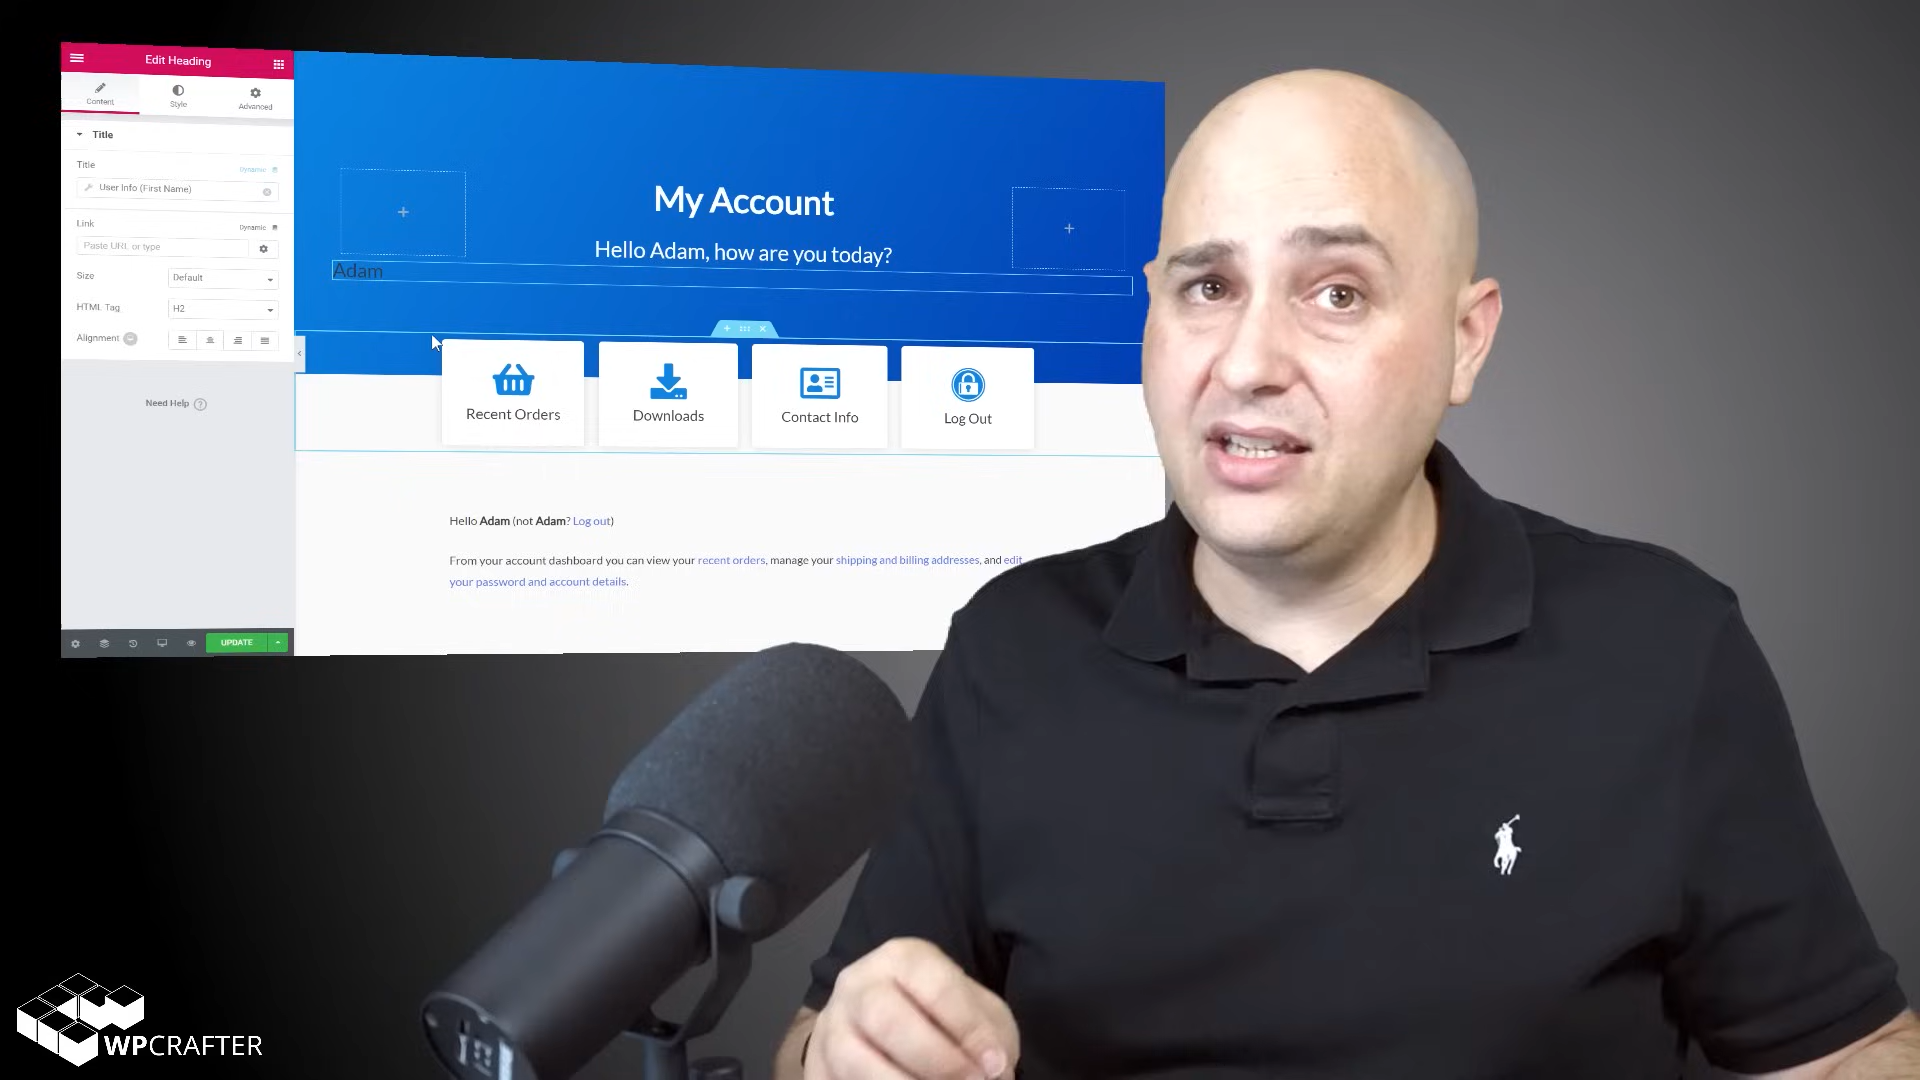 Edit Heading
Content
Style
Advanced
Title
Title
Dynamic
User Info (First Name)
Link
Dynamic
Paste URL or type
Size
Default
HTML Tag
H2
Alignment
Need Help
UPDATE
My Account
Hello Adam, how are you today?
Adam
Recent Orders
Downloads
Contact Info
Log Out
Hello Adam (not Adam? Log out)
From your account dashboard you can view your recent orders, manage your shipping and billing addresses, and edit
your password and account details.
WPCRAFTER